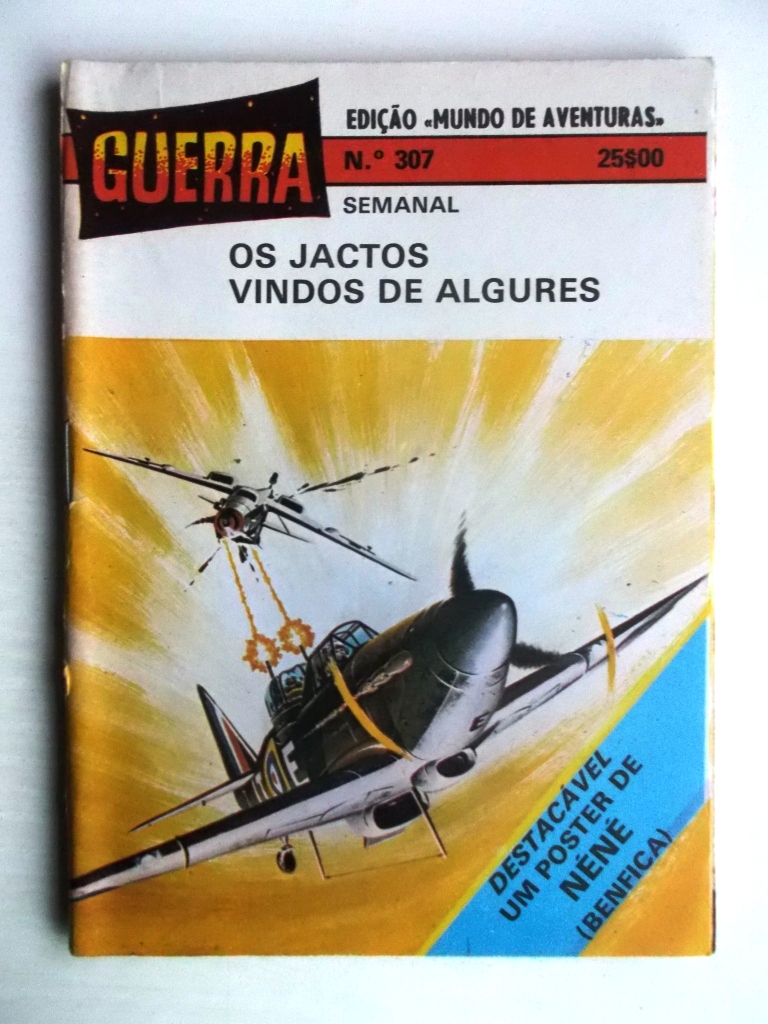 GUERRA
EDIÇÃO «MUNDO DE AVENTURAS»
N.º 307 25$00
SEMANAL
OS JACTOS
VINDOS DE ALGURES
E
E
DESTACÁVEL
UM POSTER DE
NÉNÉ
(BENFICA)